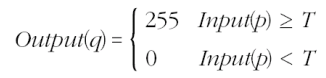 Output(q) = { 255 Input(p) ≥ T
0 Input(p) < T